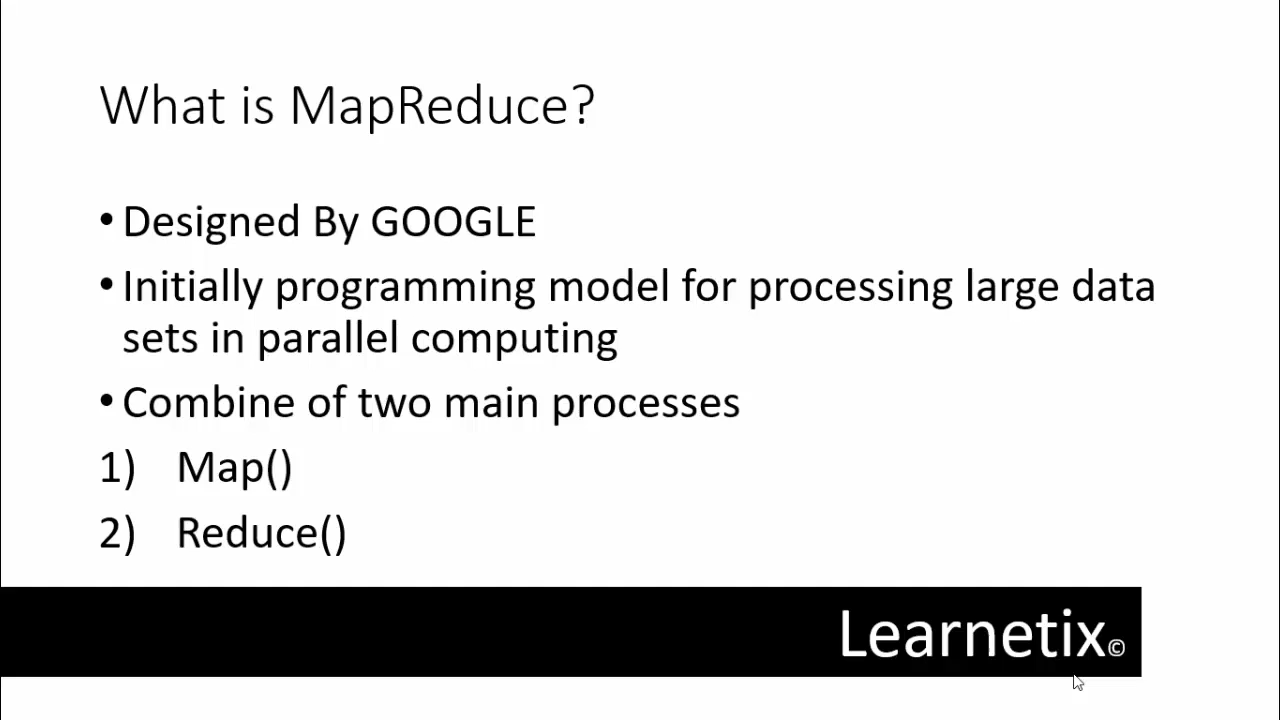 What is MapReduce?
• Designed By GOOGLE
• Initially programming model for processing large data
sets in parallel computing
• Combine of two main processes
1) Map()
2) Reduce()
Learnetix©